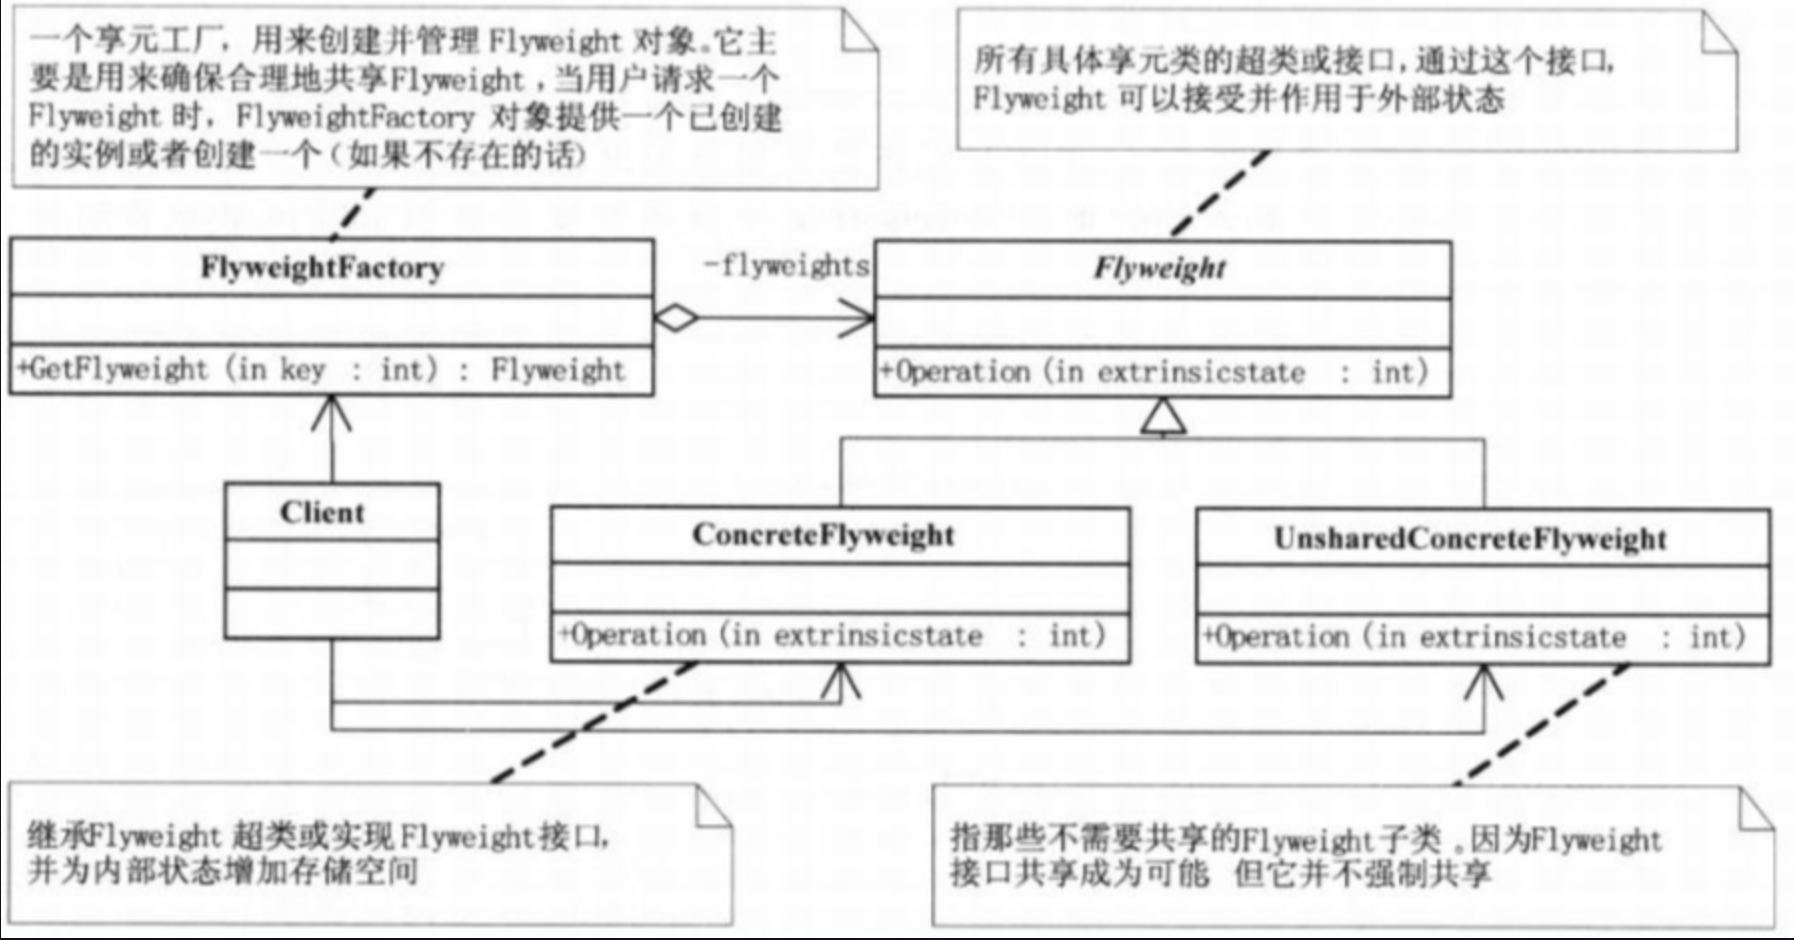 一个享元工厂，用来创建并管理 Flyweight 对象。它主
要是用来确保合理地共享Flyweight，当用户请求一个
Flyweight 时，FlyweightFactory 对象提供一个已创建
的实例或者创建一个（如果不存在的话）
所有具体享元类的超类或接口，通过这个接口，
Flyweight 可以接受并作用于外部状态
FlyweightFactory
+GetFlyweight (in key : int) : Flyweight
-flyweights
Flyweight
+Operation (in extrinsicstate : int)
Client
ConcreteFlyweight
+Operation (in extrinsicstate : int)
UnsharedConcreteFlyweight
+Operation (in extrinsicstate : int)
继承Flyweight 超类或实现 Flyweight接口，
并为内部状态增加存储空间
指那些不需要共享的Flyweight 子类。因为Flyweight
接口共享成为可能 但它并不强制共享